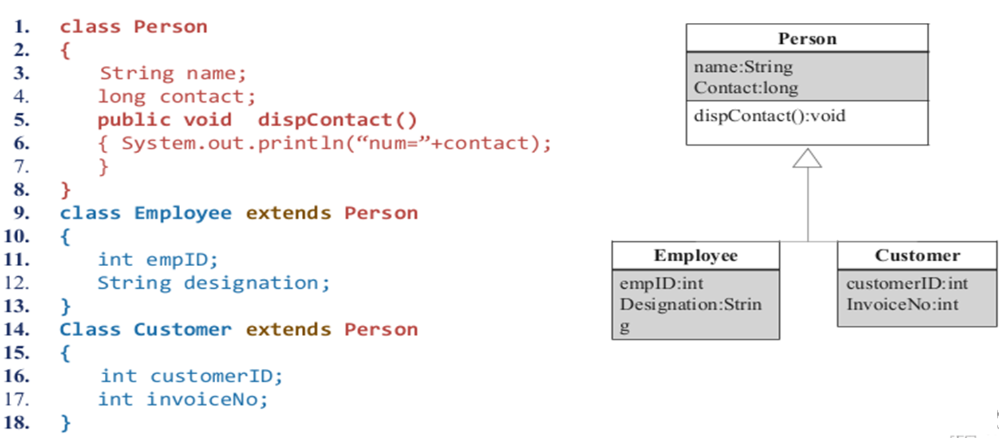 1. class Person
2. {
3. String name;
4. long contact;
5. public void dispContact()
6. { System.out.println(“num=”+contact);
7. }
8. }
9. class Employee extends Person
10. {
11. int empID;
12. String designation;
13. }
14. Class Customer extends Person
15. {
16. int customerID;
17. int invoiceNo;
18. }
Person
name:String
Contact:long
dispContact():void
Employee
empID:int
Designation:Strin
g
Customer
customerID:int
InvoiceNo:int